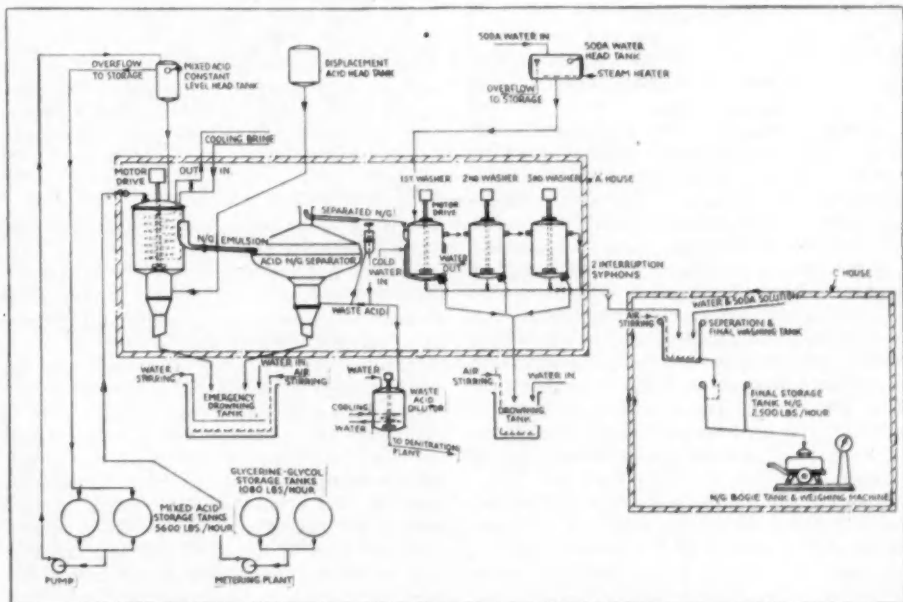 OVERFLOW
TO STORAGE
MIXED ACID
CONSTANT
LEVEL HEAD TANK
DISPLACEMENT
ACID HEAD TANK
SODA WATER IN
SODA WATER
HEAD TANK
STEAM HEATER
OVERFLOW
TO STORAGE
COOLING BRINE
OUT
IN
MOTOR
DRIVE
1ST WASHER
2ND WASHER
3RD WASHER
A HOUSE
SEPARATED N/G
MOTOR
DRIVE
N/G EMULSION
ACID N/G SEPARATOR
COLD
WATER
IN
WATER
OUT
2 INTERRUPTION
SYPHONS
C HOUSE
WASTE ACID
WATER & SODA SOLUTION
AIR
STIRRING
SEPERATION &
FINAL WASHING TANK
WATER
STIRRING
WATER IN
AIR
STIRRING
EMERGENCY
DROWNING
TANK
WATER
COOLING
WATER
WASTE ACID
DILUTOR
TO DENITRATION
PLANT
AIR
STIRRING
WATER IN
DROWNING
TANK
FINAL STORAGE
TANK N/G
2,500 LBS./HOUR
N/G BOGIE TANK & WEIGHING MACHINE
MIXED ACID
STORAGE TANKS
5600 LBS./HOUR
GLYCERINE-GLYCOL
STORAGE TANKS
1080 LBS/HOUR
PUMP
METERING PLANT